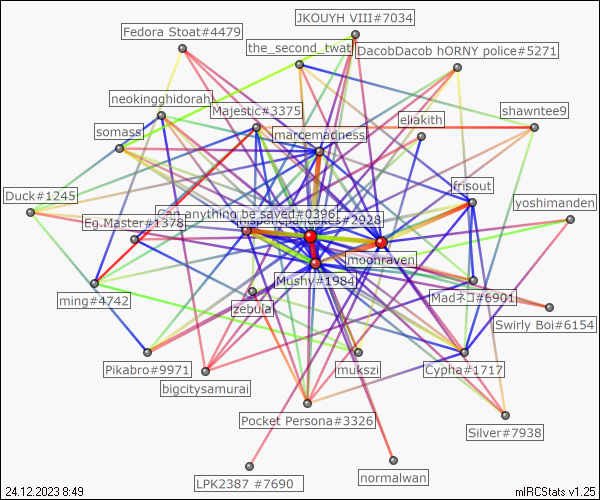 JKOUYH VIII#7034
Fedora Stoat#4479
the_second_twat
DacobDacob hORNY police#5271
neokingghidorah
Majestic#3375
shawntee9
eliakith
somass
marcemadness
frisout
Duck#1245
yoshimanden
Can anything be saved#0396
#2928
Eg.Master#1378
moonraven
Mushy#1984
ming#4742
zebula
Madネコ#6901
Swirly Boi#6154
Pikabro#9971
mukszi
Cypha#1717
bigcitysamurai
Pocket Persona#3326
Silver#7938
LPK2387 #7690
normalwan
24.12.2023 8:49
mIRCStats v1.25